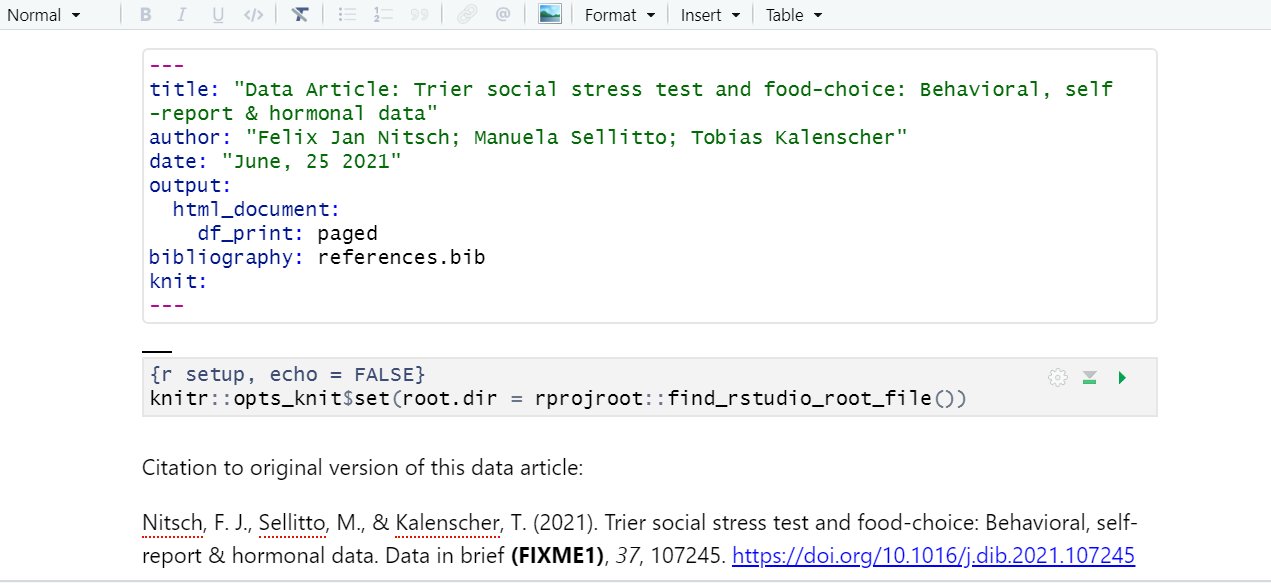 Normal B I U </> T 99 @ Format Insert Table
---
title: "Data Article: Trier social stress test and food-choice: Behavioral, self
-report & hormonal data"
author: "Felix Jan Nitsch; Manuela Sellitto; Tobias Kalenscher"
date: "June, 25 2021"
output:
  html_document:
    df_print: paged
bibliography: references.bib
knit:
---
{r setup, echo = FALSE}
knitr::opts_knit$set(root.dir = rprojroot::find_rstudio_root_file())
Citation to original version of this data article:
Nitsch, F. J., Sellitto, M., & Kalenscher, T. (2021). Trier social stress test and food-choice: Behavioral, self-
report & hormonal data. Data in brief (FIXME1), 37, 107245. https://doi.org/10.1016/j.dib.2021.107245